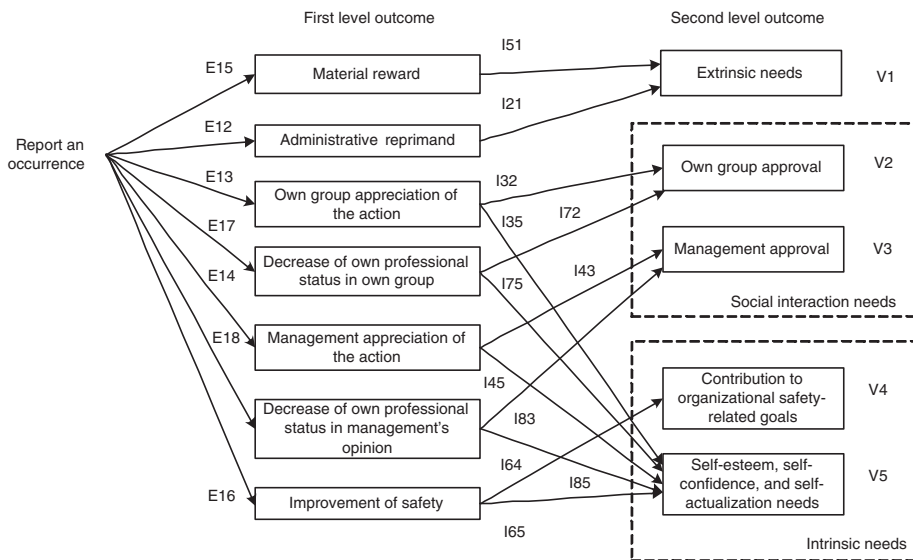 First level outcome
Second level outcome
I51
E15
Material reward
Extrinsic needs
V1
I21
E12
Administrative reprimand
Report an
occurrence
E13
Own group appreciation of
the action
I32
Own group approval
V2
I35
I72
E17
Decrease of own professional
status in own group
Management approval
V3
E14
I75
I43
Social interaction needs
E18
Management appreciation
of the action
I45
Contribution to
organizational safety-
related goals
V4
Decrease of own professional
status in management's
opinion
I83
I64
Self-esteem, self-
confidence, and self-
actualization needs
V5
E16
Improvement of safety
I85
I65
Intrinsic needs